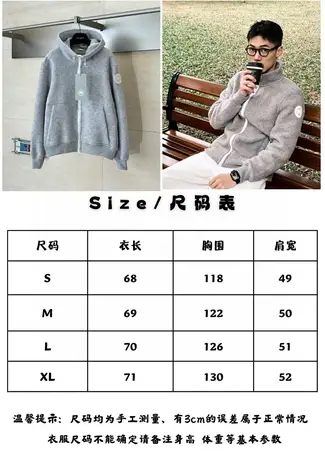 Size/尺码表
尺码 衣长 胸围 肩宽
S 68 118 49
M 69 122 50
L 70 126 51
XL 71 130 52
温馨提示：尺码均为手工测量、有3cm的误差属于正常情况
衣服尺码不能确定请备注身高 体重等基本参数